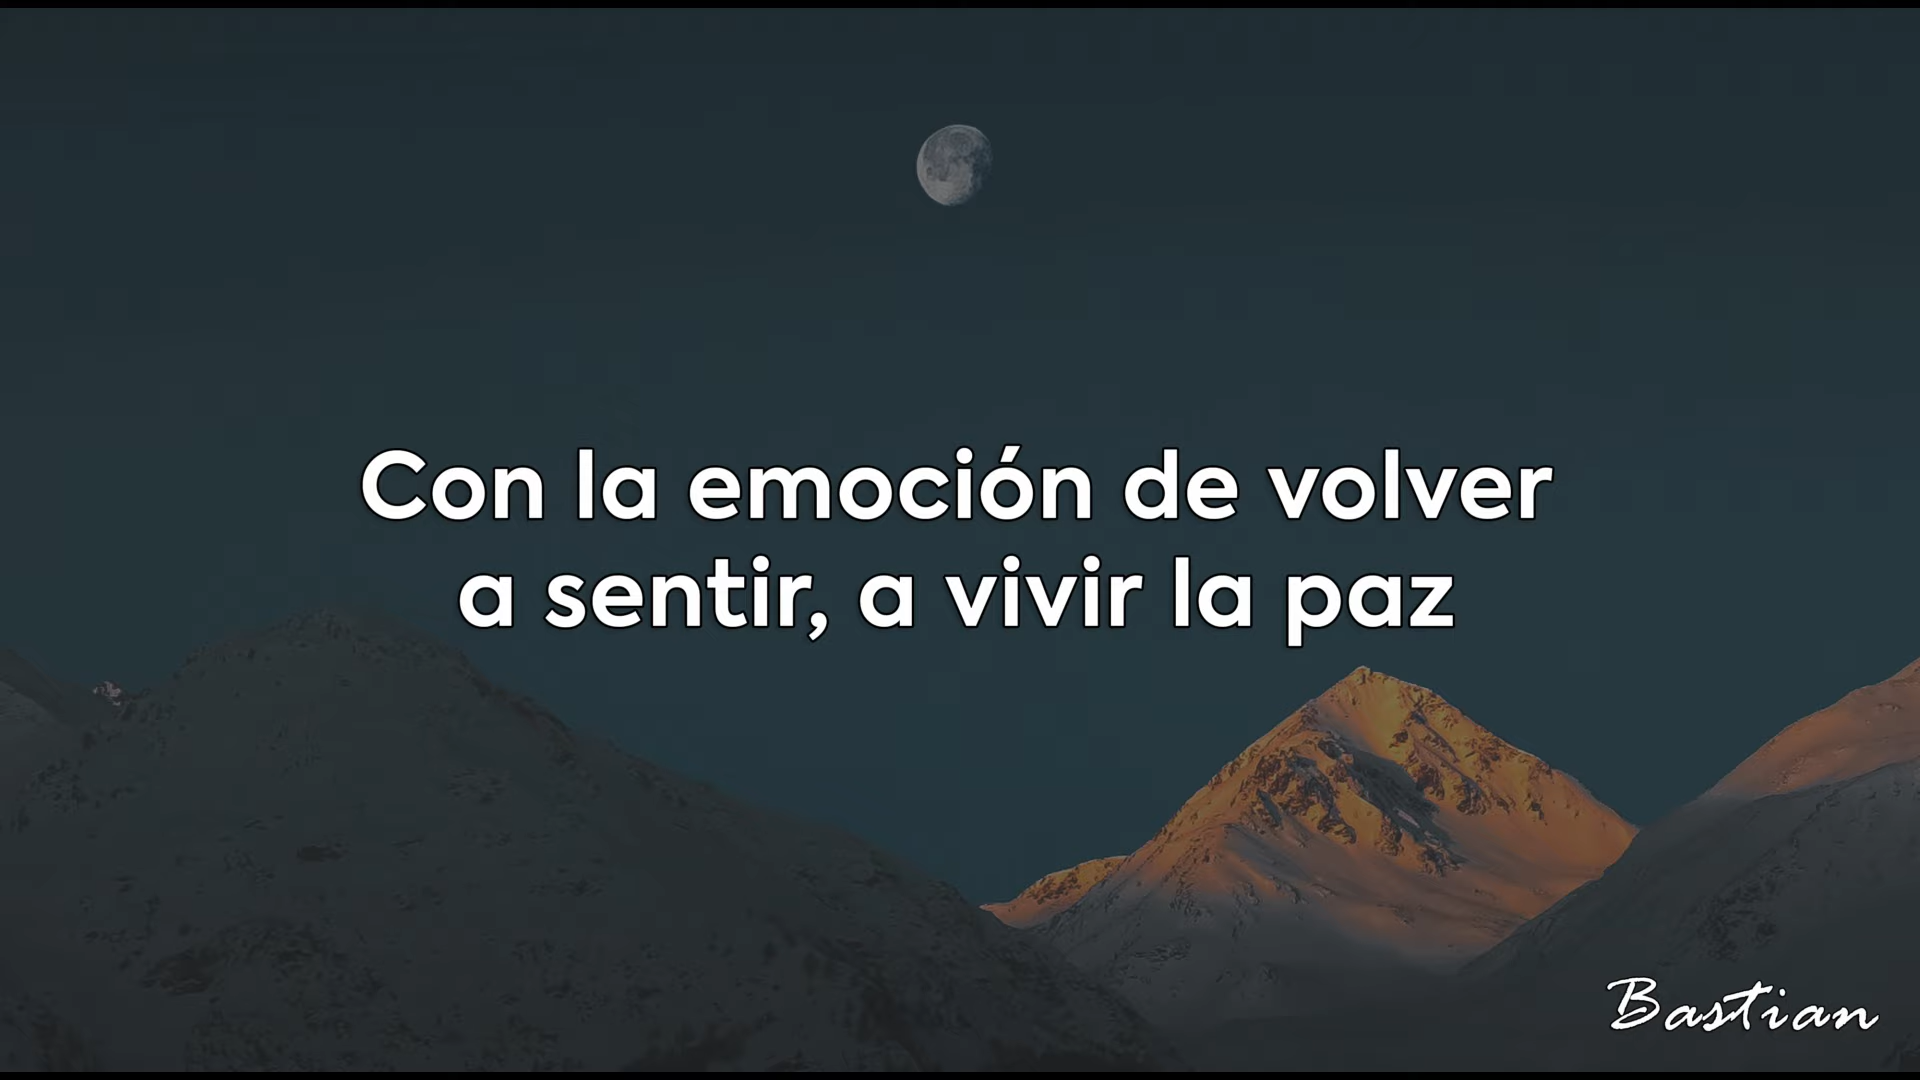 Con la emoción de volver
a sentir, a vivir la paz
Bastian